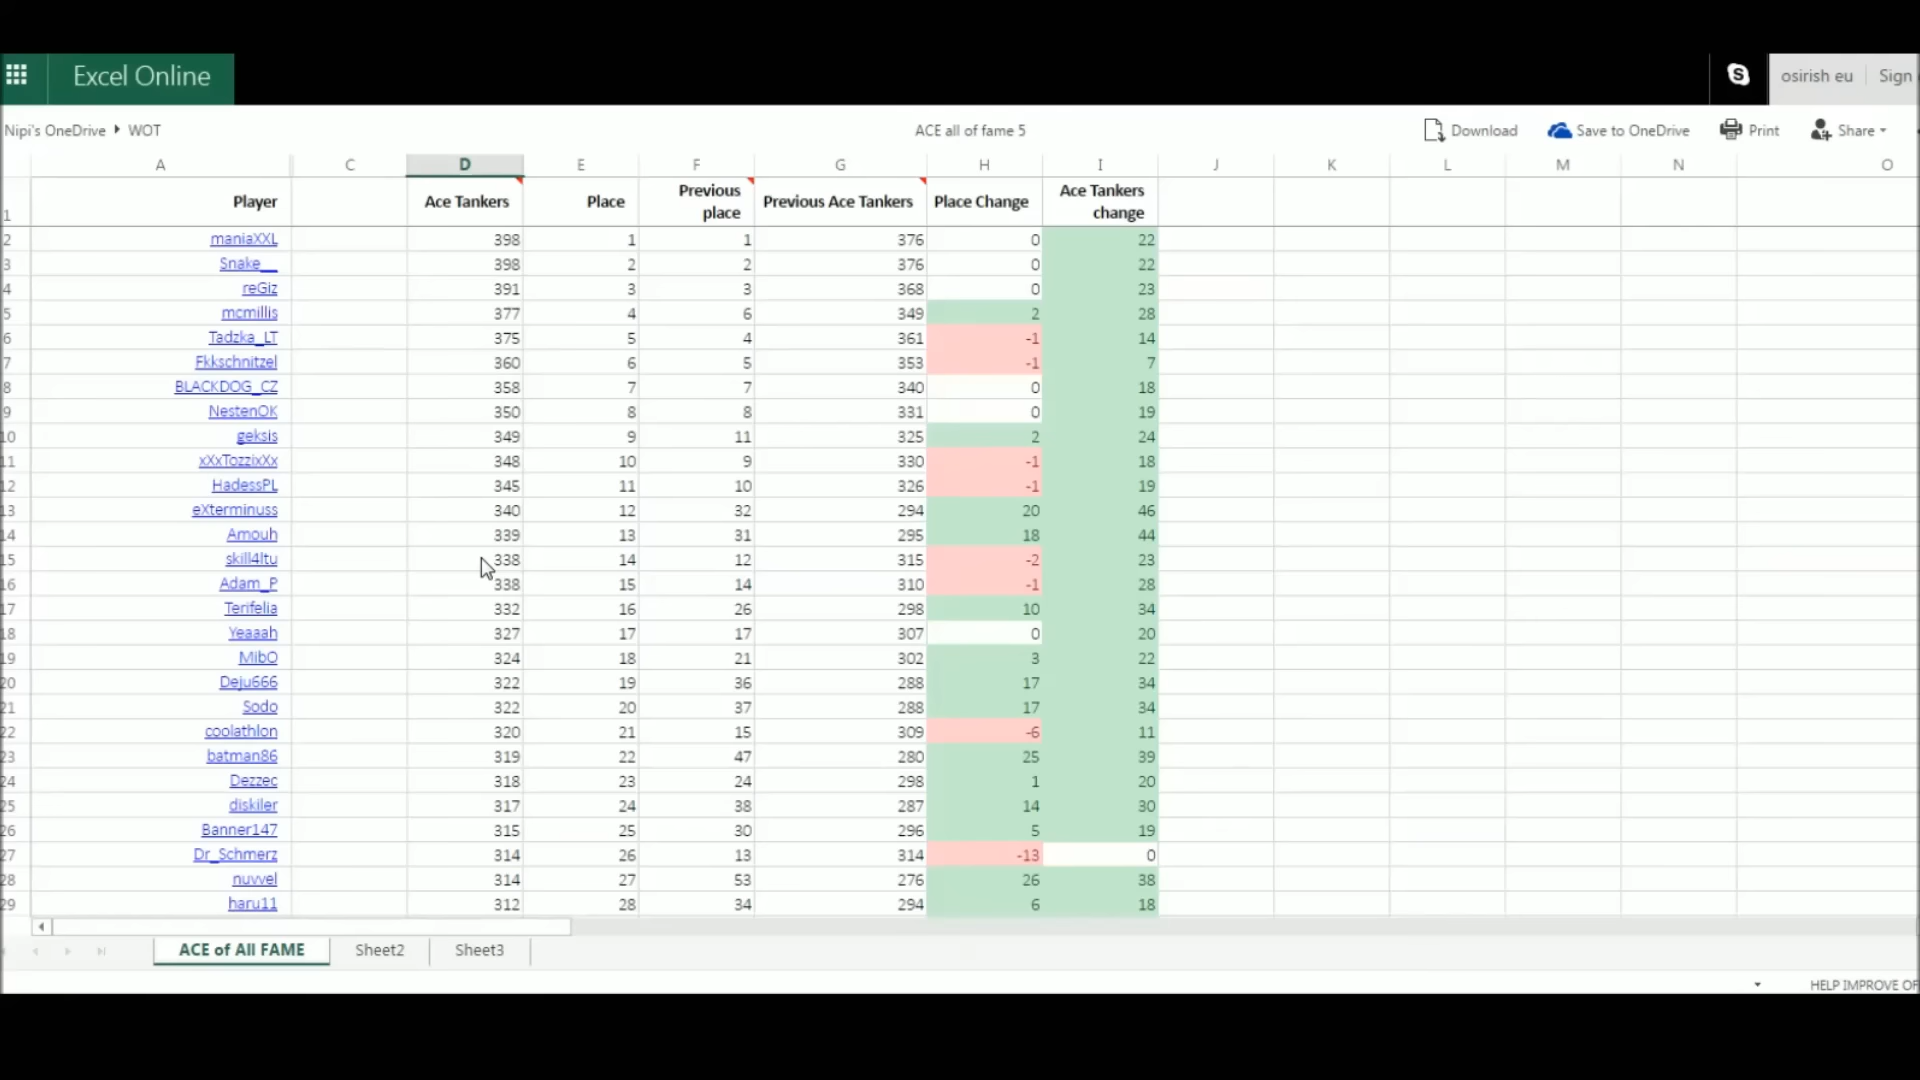 Excel Online
osirish eu Sign
Nipi's OneDrive WOT
ACE all of fame 5
Download Save to OneDrive Print Share
A C D E F G H I J K L M N O
1 Player Ace Tankers Place Previous place Previous Ace Tankers Place Change Ace Tankers change
2 maniaXXL 398 1 1 376 0 22
3 Snake__ 398 2 2 376 0 22
4 reGiz 391 3 3 368 0 23
5 mcmillis 377 4 6 349 2 28
6 Tadzka_LT 375 5 4 361 -1 14
7 Fkkschnitzel 360 6 5 353 -1 7
8 BLACKDOG_CZ 358 7 7 340 0 18
9 NestenOK 350 8 8 331 0 19
10 geksis 349 9 11 325 2 24
11 xXxTozzixXx 348 10 9 330 -1 18
12 HadessPL 345 11 10 326 -1 19
13 eXterminuss 340 12 32 294 20 46
14 Amouh 339 13 31 295 18 44
15 skill4ltu 338 14 12 315 -2 23
16 Adam_P 338 15 14 310 -1 28
17 Terifelia 332 16 26 298 10 34
18 Yeaaah 327 17 17 307 0 20
19 MibO 324 18 21 302 3 22
20 Deju666 322 19 36 288 17 34
21 Sodo 322 20 37 288 17 34
22 coolathlon 320 21 15 309 -6 11
23 batman86 319 22 47 280 25 39
24 Dezzec 318 23 24 298 1 20
25 diskiler 317 24 38 287 14 30
26 Banner147 315 25 30 296 5 19
27 Dr_Schmerz 314 26 13 314 -13 0
28 nuvvel 314 27 53 276 26 38
29 haru11 312 28 34 294 6 18
ACE of All FAME Sheet2 Sheet3
HELP IMPROVE OF